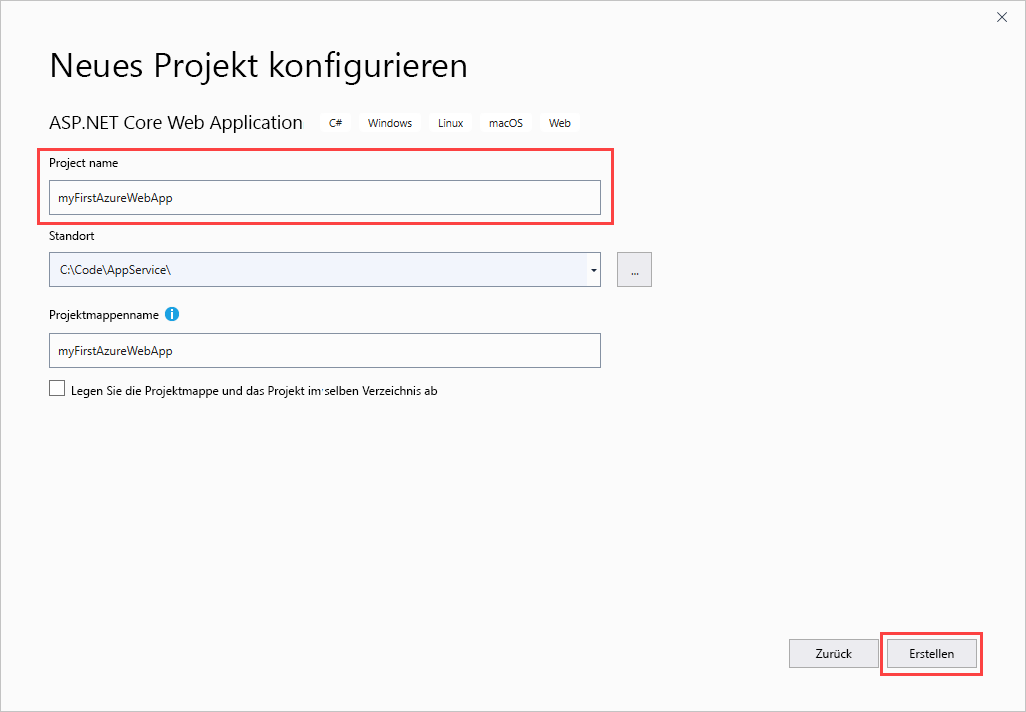 Neues Projekt konfigurieren
ASP.NET Core Web Application C# Windows Linux macOS Web
Project name
myFirstAzureWebApp
Standort
C:\Code\AppService\
...
Projektmappenname
myFirstAzureWebApp
Legen Sie die Projektmappe und das Projekt im selben Verzeichnis ab
Zurück Erstellen